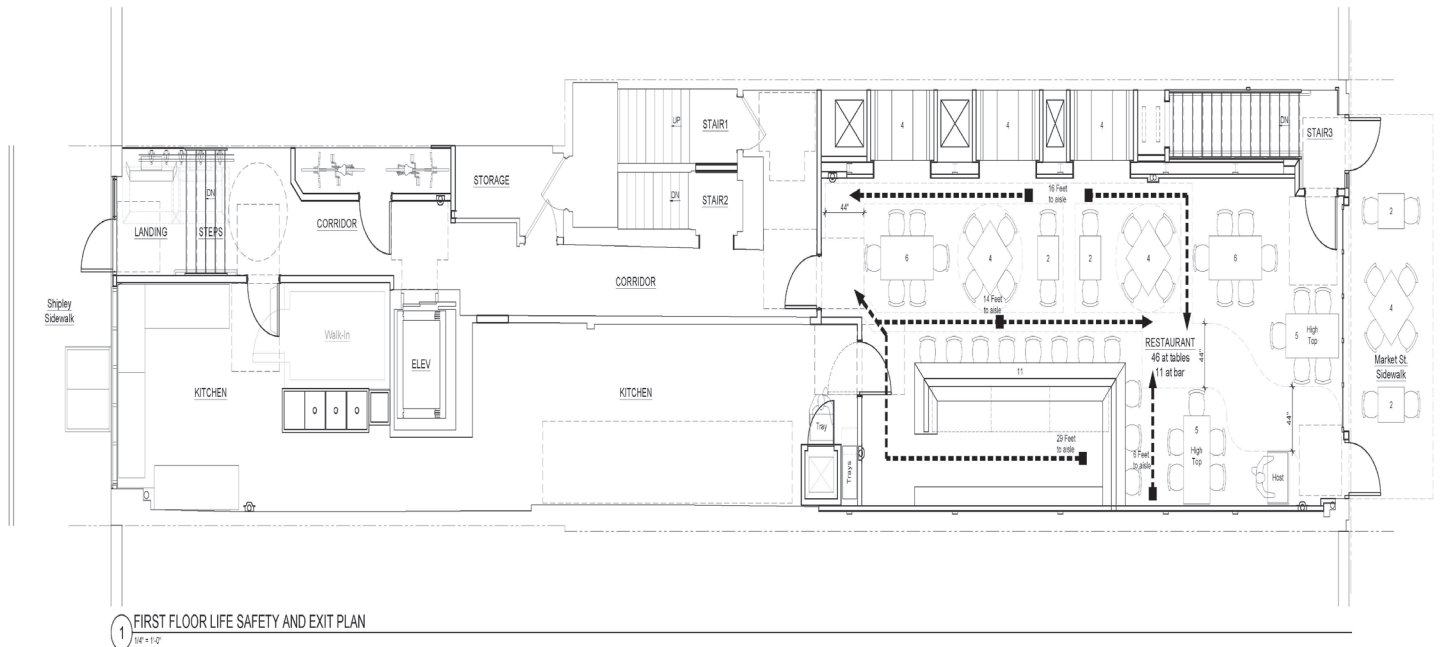 UP
STAIR1
4
4
4
DN
STAIR3
STORAGE
DN
DN
STAIR2
16 Feet
to aisle
44"
2
LANDING
STEPS
CORRIDOR
6
4
2
2
4
6
CORRIDOR
14 Feet
to aisle
Shipley
Sidewalk
4
Walk-In
RESTAURANT
46 at tables
11 at bar
44"
5
High
Top
Market St.
Sidewalk
ELEV
11
KITCHEN
KITCHEN
2
44"
Tray
5
High
Top
29 Feet
to aisle
6 Feet
to aisle
Trays
Host
1
FIRST FLOOR LIFE SAFETY AND EXIT PLAN
1/4" = 1'-0"